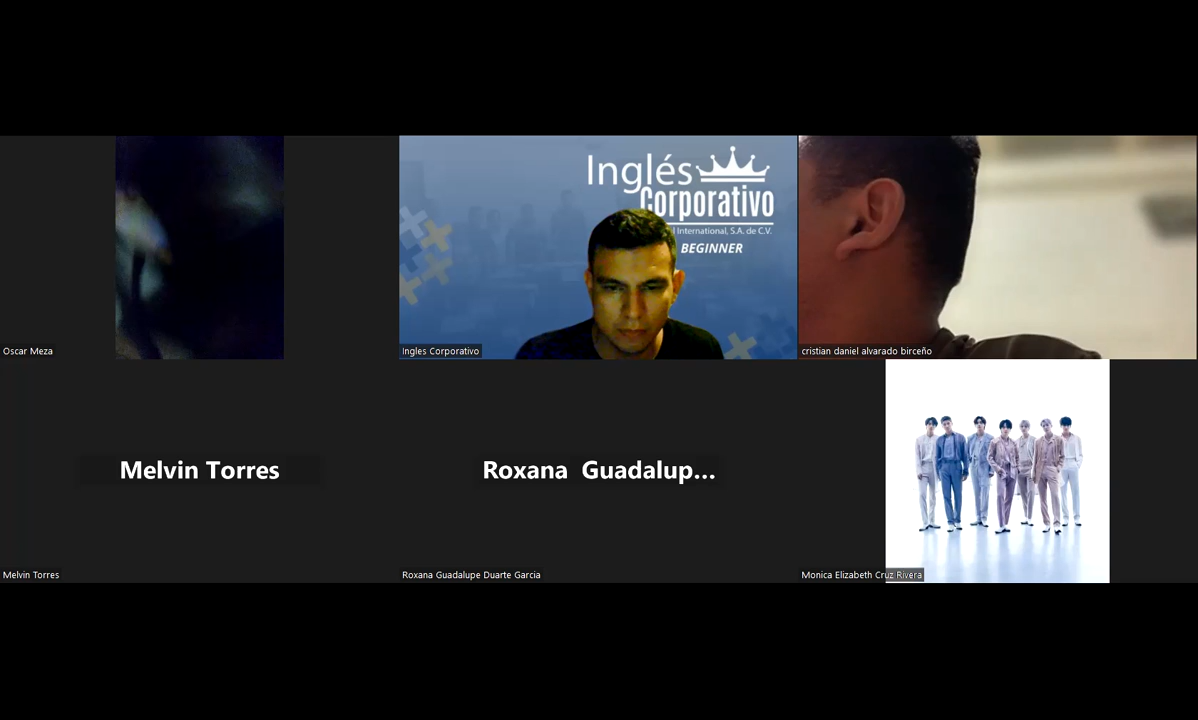 Inglés
Corporativo
l International, S.A. de C.V.
BEGINNER
Oscar Meza
Ingles Corporativo
cristian daniel alvarado birceño
Melvin Torres
Roxana Guadalup...
Melvin Torres
Roxana Guadalupe Duarte Garcia
Monica Elizabeth Cruz Rivera